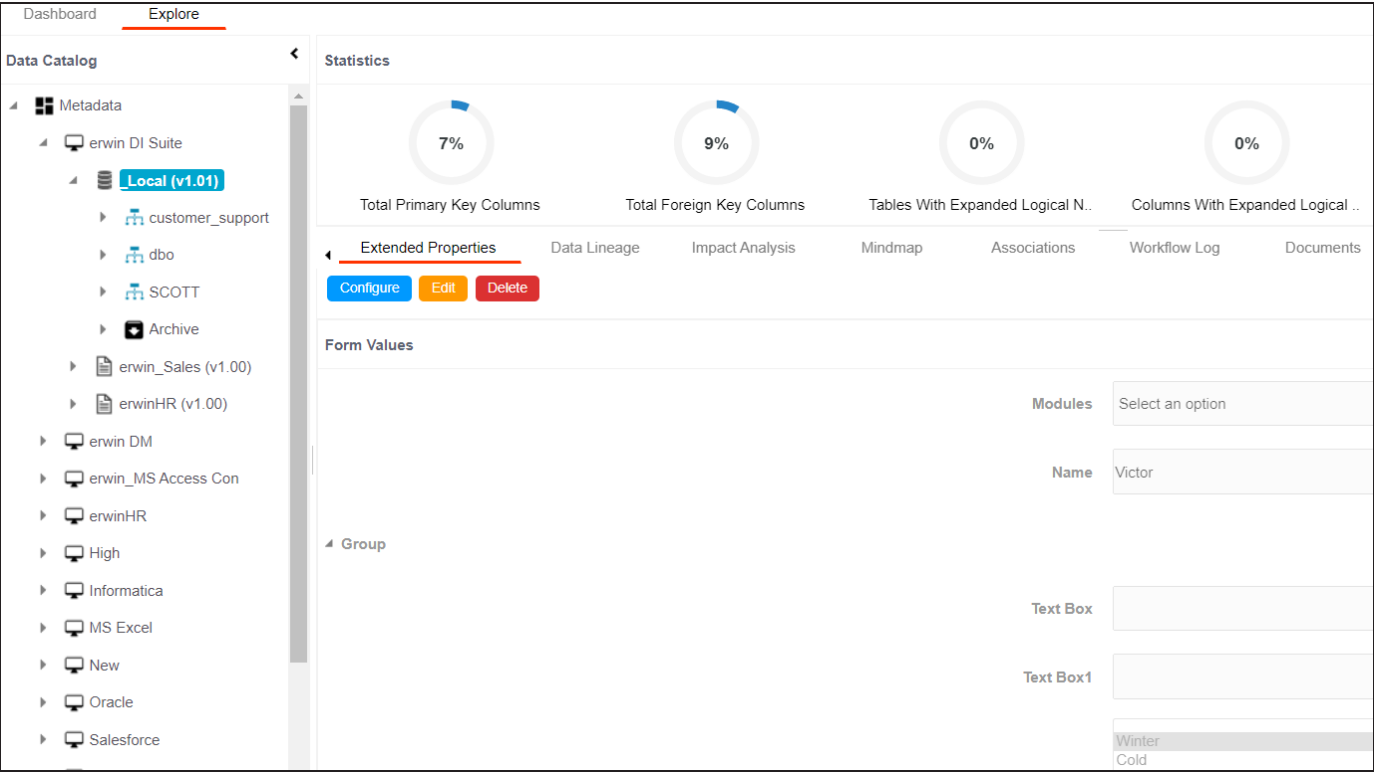 Dashboard Explore
Data Catalog
Metadata
erwin DI Suite
_Local (v1.01)
customer_support
dbo
SCOTT
Archive
erwin_Sales (v1.00)
erwinHR (v1.00)
erwin DM
erwin_MS Access Con
erwinHR
High
Informatica
MS Excel
New
Oracle
Salesforce
Statistics
7% 9% 0% 0%
Total Primary Key Columns Total Foreign Key Columns Tables With Expanded Logical N.. Columns With Expanded Logical ..
Extended Properties Data Lineage Impact Analysis Mindmap Associations Workflow Log Documents
Configure Edit Delete
Form Values
Modules Select an option
Name Victor
Group
Text Box
Text Box1
Winter
Cold